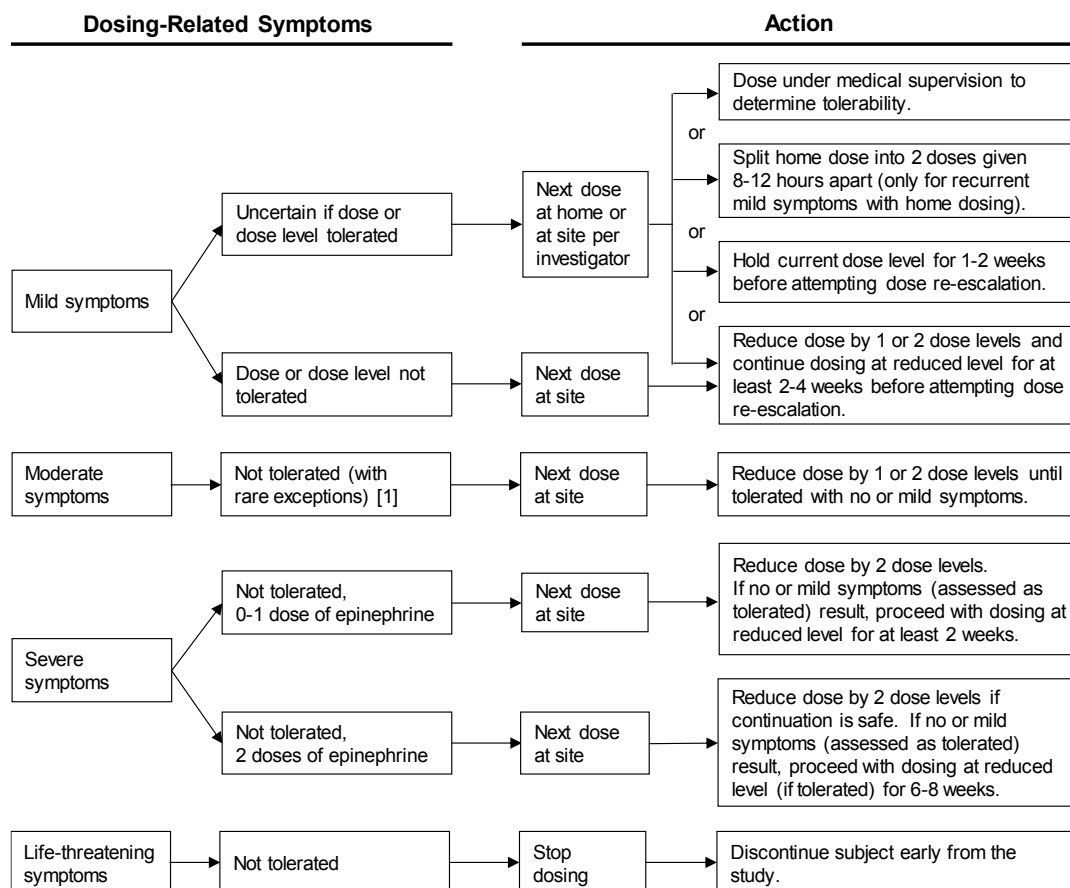 Dosing-Related Symptoms
Action
Mild symptoms
Uncertain if dose or
dose level tolerated
Next dose
at home or
at site per
investigator
Dose under medical supervision to
determine tolerability.
or
Split home dose into 2 doses given
8-12 hours apart (only for recurrent
mild symptoms with home dosing).
or
Hold current dose level for 1-2 weeks
before attempting dose re-escalation.
or
Dose or dose level not
tolerated
Next dose
at site
Reduce dose by 1 or 2 dose levels and
continue dosing at reduced level for at
least 2-4 weeks before attempting dose
re-escalation.
Moderate
symptoms
Not tolerated (with
rare exceptions) [1]
Next dose
at site
Reduce dose by 1 or 2 dose levels until
tolerated with no or mild symptoms.
Severe
symptoms
Not tolerated,
0-1 dose of epinephrine
Next dose
at site
Reduce dose by 2 dose levels.
If no or mild symptoms (assessed as
tolerated) result, proceed with dosing at
reduced level for at least 2 weeks.
Not tolerated,
2 doses of epinephrine
Next dose
at site
Reduce dose by 2 dose levels if
continuation is safe. If no or mild
symptoms (assessed as tolerated)
result, proceed with dosing at reduced
level (if tolerated) for 6-8 weeks.
Life-threatening
symptoms
Not tolerated
Stop
dosing
Discontinue subject early from the
study.